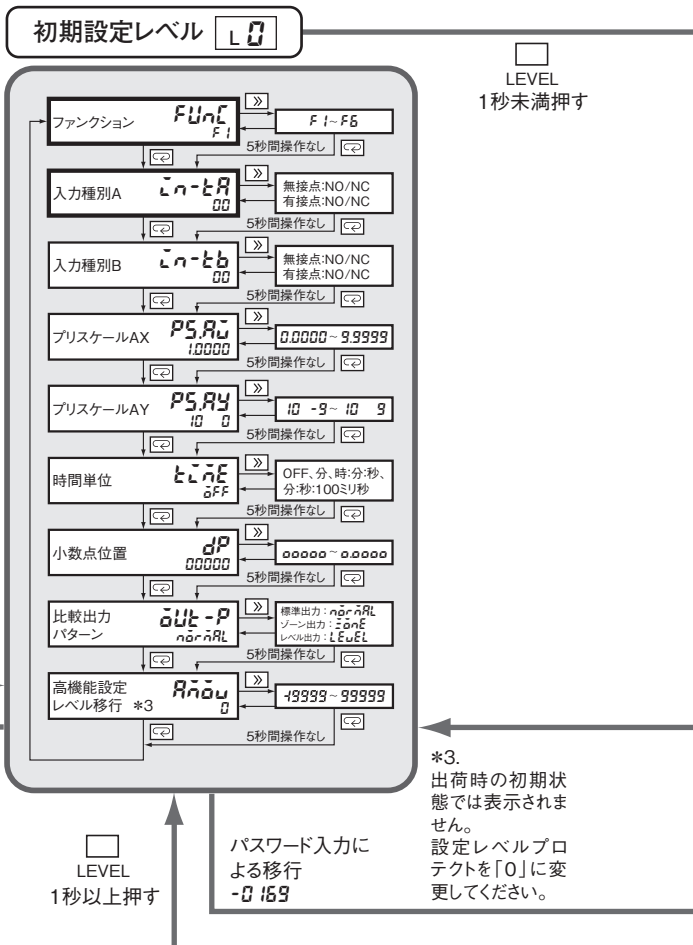 初期設定レベル L 0
LEVEL
1秒未満押す
ファンクション FUnC
F1
F1~F6
5秒間操作なし
入力種別A in-tA
00
無接点:NO/NC
有接点:NO/NC
5秒間操作なし
入力種別B in-tb
00
無接点:NO/NC
有接点:NO/NC
5秒間操作なし
プリスケールAX PS.AX
1.0000
0.0000~9.9999
5秒間操作なし
プリスケールAY PS.AY
10 0
10 -9~10 9
5秒間操作なし
時間単位 timE
oFF
OFF、分、時:分:秒、
分:秒:100ミリ秒
5秒間操作なし
小数点位置 dP
00000
00000~0.0000
5秒間操作なし
比較出力
パターン oUt-P
normAL
標準出力:normAL
ゾーン出力:ZonE
レベル出力:LEvEL
5秒間操作なし
高機能設定
レベル移行 *3 Amov
0
-19999~99999
5秒間操作なし
*3.
出荷時の初期状
態では表示されま
せん。
設定レベルプロ
テクトを「0」に変
更してください。
LEVEL
1秒以上押す
パスワード入力に
よる移行
-0169